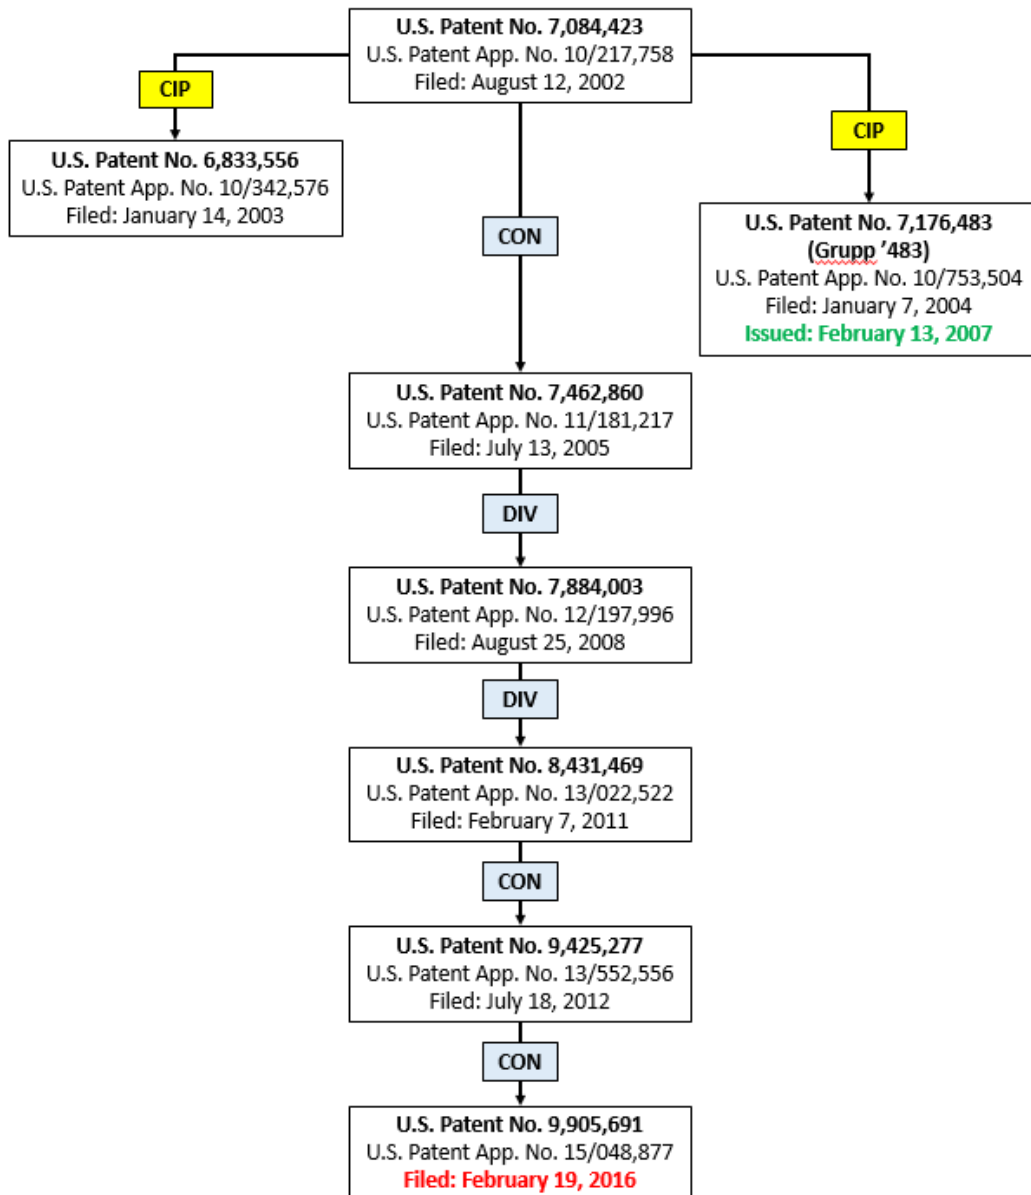 U.S. Patent No. 7,084,423
U.S. Patent App. No. 10/217,758
Filed: August 12, 2002
CIP
CIP
U.S. Patent No. 6,833,556
U.S. Patent App. No. 10/342,576
Filed: January 14, 2003
U.S. Patent No. 7,176,483
(Grupp ’483)
U.S. Patent App. No. 10/753,504
Filed: January 7, 2004
Issued: February 13, 2007
CON
U.S. Patent No. 7,462,860
U.S. Patent App. No. 11/181,217
Filed: July 13, 2005
DIV
U.S. Patent No. 7,884,003
U.S. Patent App. No. 12/197,996
Filed: August 25, 2008
DIV
U.S. Patent No. 8,431,469
U.S. Patent App. No. 13/022,522
Filed: February 7, 2011
CON
U.S. Patent No. 9,425,277
U.S. Patent App. No. 13/552,556
Filed: July 18, 2012
CON
U.S. Patent No. 9,905,691
U.S. Patent App. No. 15/048,877
Filed: February 19, 2016